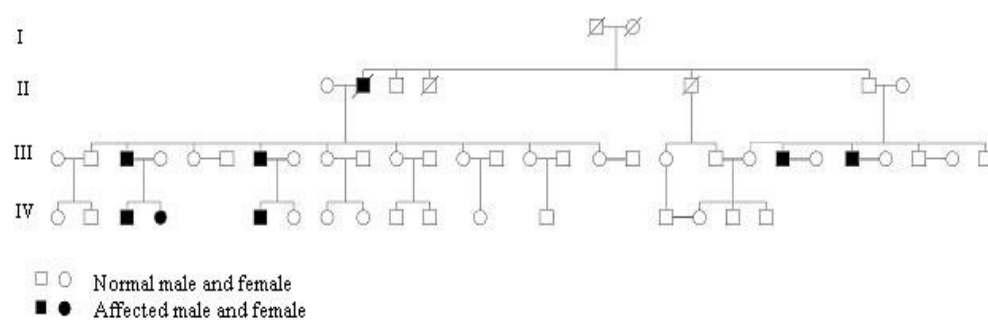 I
II
III
IV
Normal male and female
Affected male and female